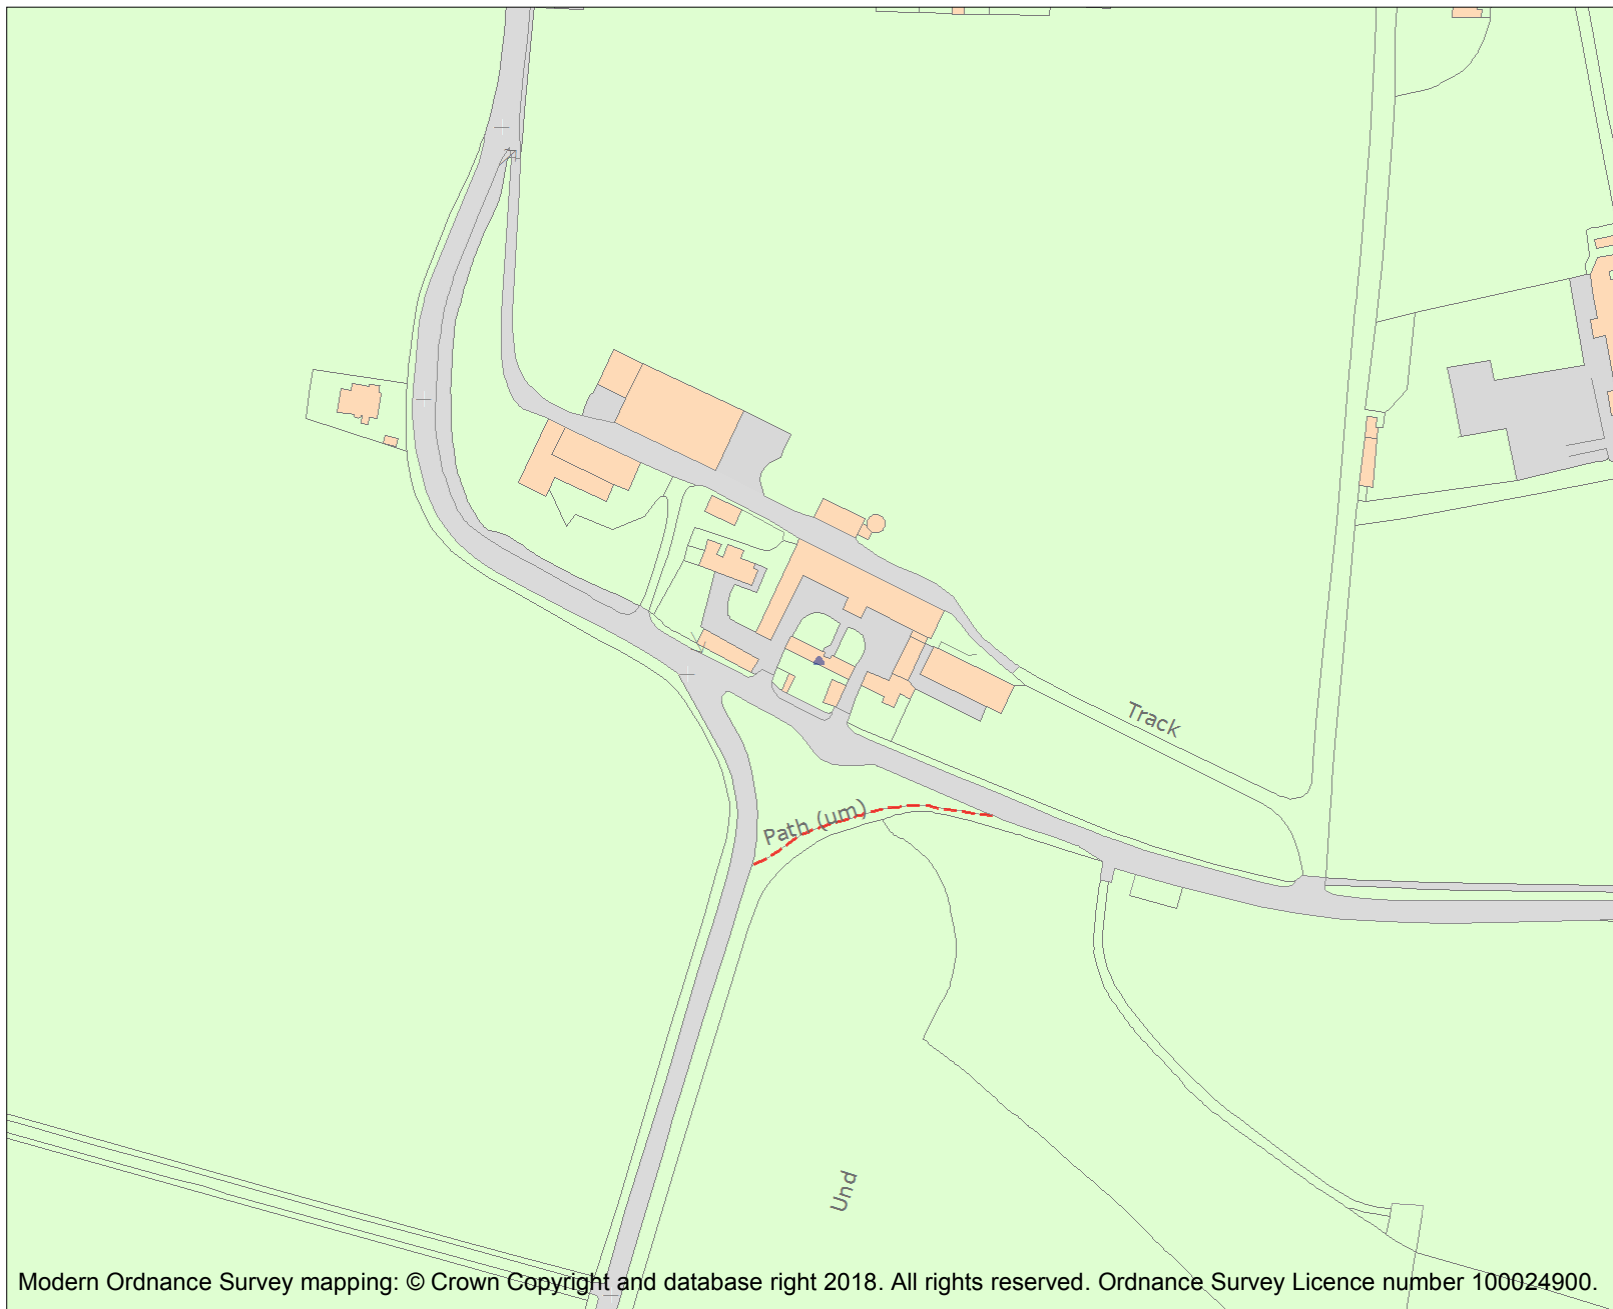 Track
Path (um)
Und
Modern Ordnance Survey mapping: © Crown Copyright and database right 2018. All rights reserved. Ordnance Survey Licence number 100024900.